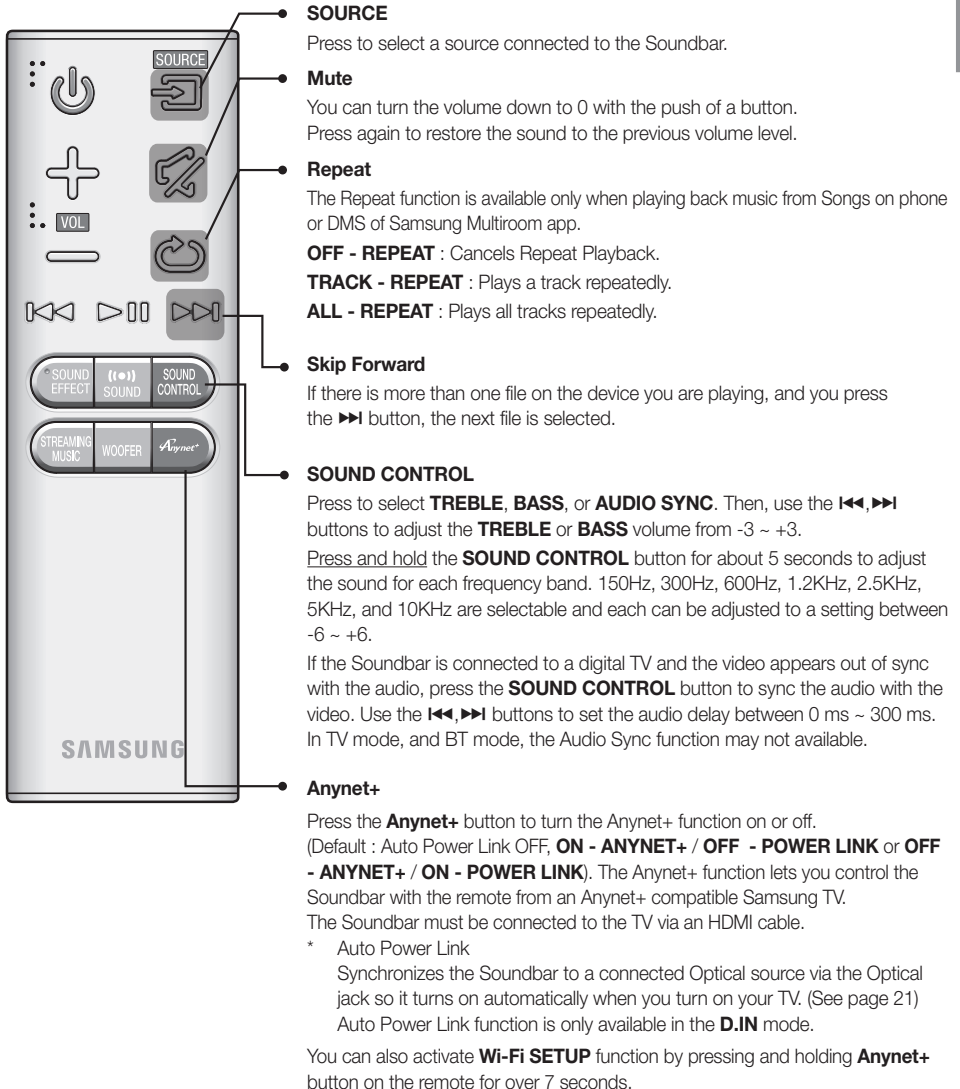 SOURCE
Press to select a source connected to the Soundbar.
Mute
You can turn the volume down to 0 with the push of a button.
Press again to restore the sound to the previous volume level.
Repeat
The Repeat function is available only when playing back music from Songs on phone
or DMS of Samsung Multiroom app.
OFF - REPEAT : Cancels Repeat Playback.
TRACK - REPEAT : Plays a track repeatedly.
ALL - REPEAT : Plays all tracks repeatedly.
Skip Forward
If there is more than one file on the device you are playing, and you press
the ▶▶I button, the next file is selected.
SOUND CONTROL
Press to select TREBLE, BASS, or AUDIO SYNC. Then, use the I◀◀,▶▶I
buttons to adjust the TREBLE or BASS volume from -3 ~ +3.
Press and hold the SOUND CONTROL button for about 5 seconds to adjust
the sound for each frequency band. 150Hz, 300Hz, 600Hz, 1.2KHz, 2.5KHz,
5KHz, and 10KHz are selectable and each can be adjusted to a setting between
-6 ~ +6.
If the Soundbar is connected to a digital TV and the video appears out of sync
with the audio, press the SOUND CONTROL button to sync the audio with the
video. Use the I◀◀,▶▶I buttons to set the audio delay between 0 ms ~ 300 ms.
In TV mode, and BT mode, the Audio Sync function may not available.
Anynet+
Press the Anynet+ button to turn the Anynet+ function on or off.
(Default : Auto Power Link OFF, ON - ANYNET+ / OFF - POWER LINK or OFF
- ANYNET+ / ON - POWER LINK). The Anynet+ function lets you control the
Soundbar with the remote from an Anynet+ compatible Samsung TV.
The Soundbar must be connected to the TV via an HDMI cable.
* Auto Power Link
Synchronizes the Soundbar to a connected Optical source via the Optical
jack so it turns on automatically when you turn on your TV. (See page 21)
Auto Power Link function is only available in the D.IN mode.
You can also activate Wi-Fi SETUP function by pressing and holding Anynet+
button on the remote for over 7 seconds.
SOURCE
VOL
SOUND
EFFECT
SOUND
SOUND
CONTROL
STREAMING
MUSIC
WOOFER
Anynet+
SAMSUNG